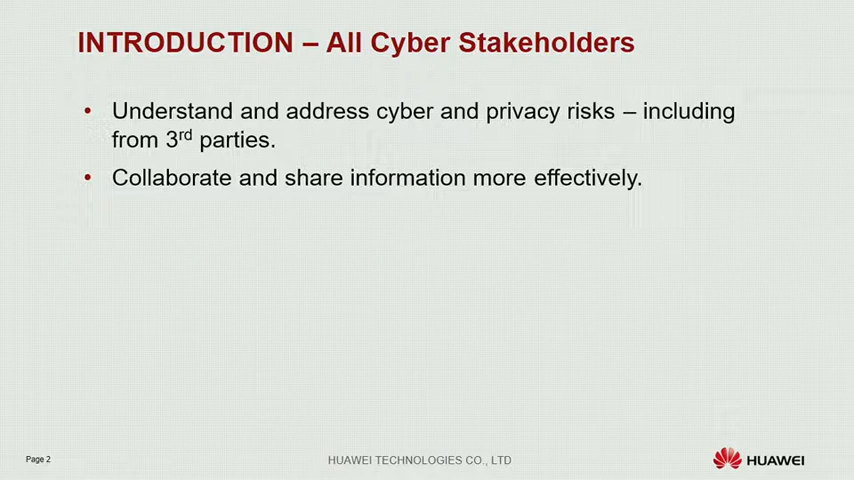 INTRODUCTION – All Cyber Stakeholders
• Understand and address cyber and privacy risks – including
from 3rd parties.
• Collaborate and share information more effectively.
Page 2
HUAWEI TECHNOLOGIES CO., LTD
HUAWEI